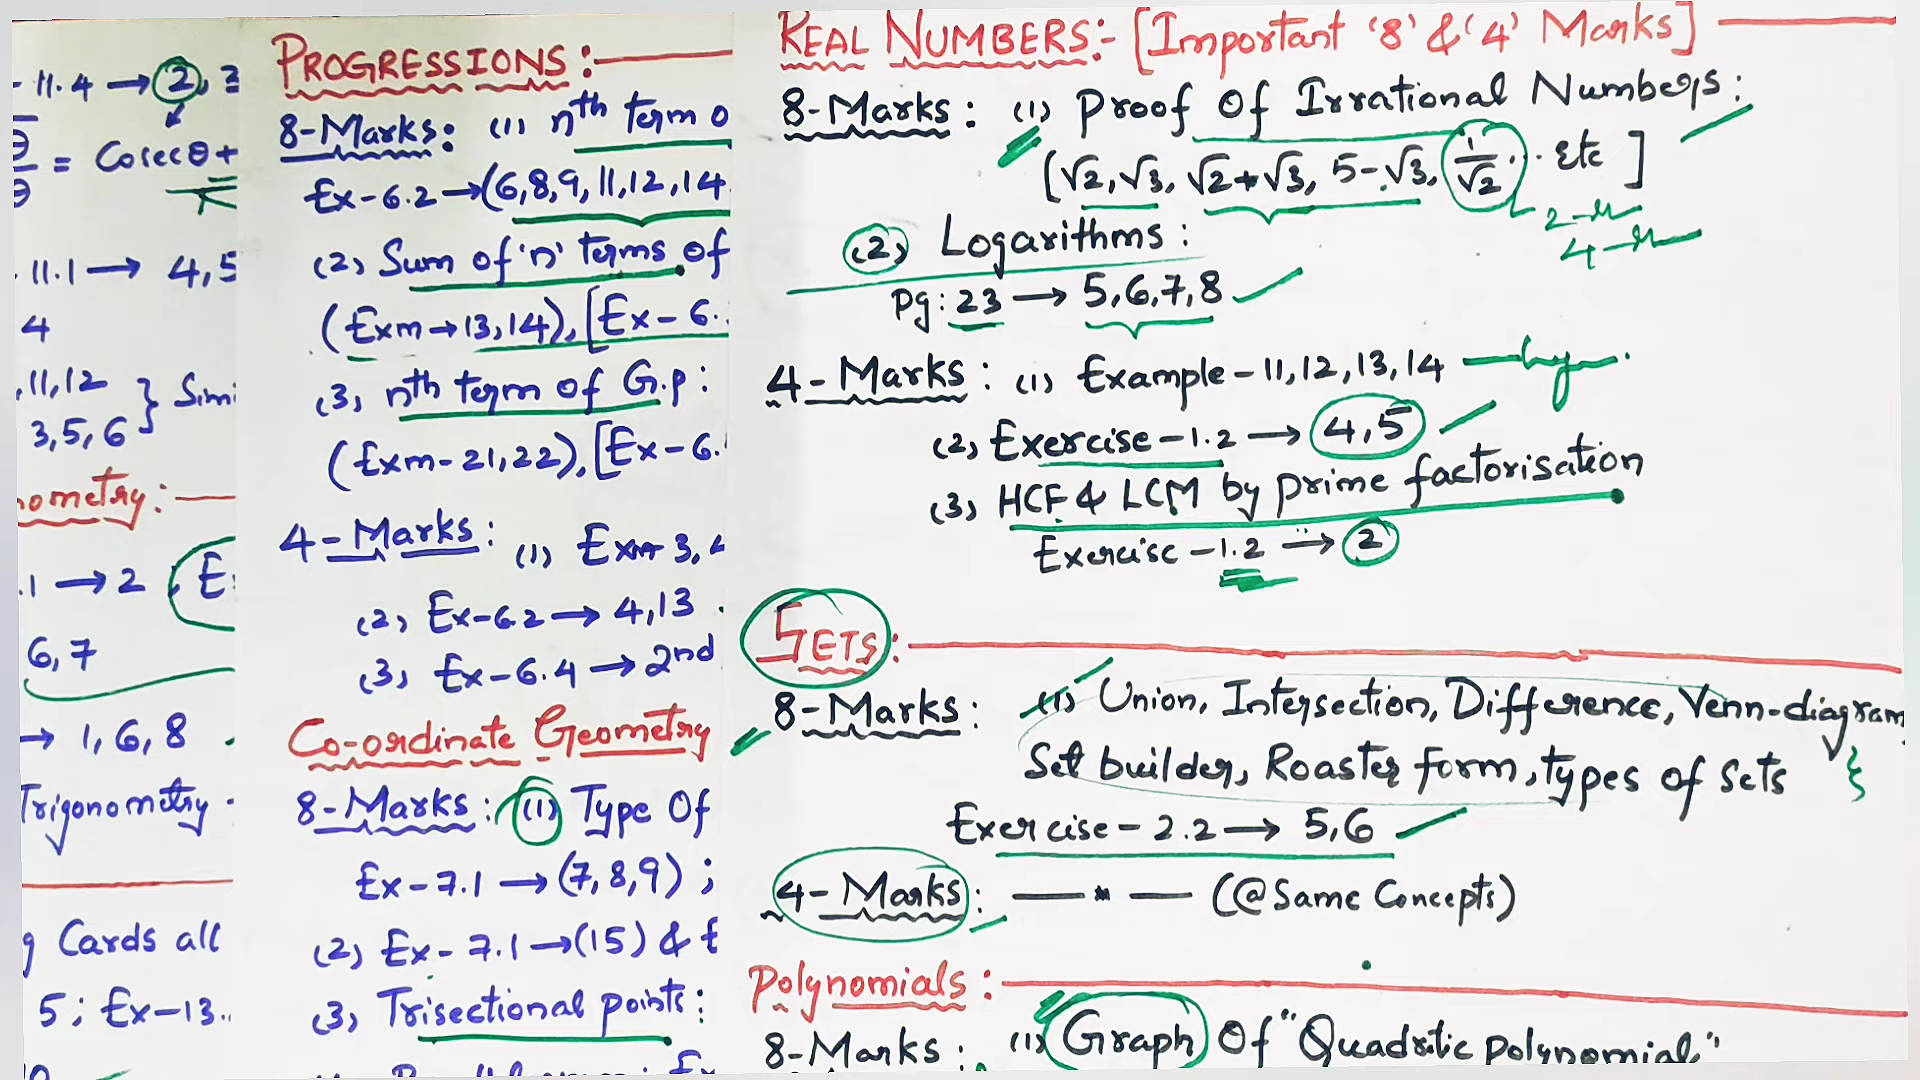 - 11.4 → 2, 3
= Cosec θ +
- 11.1 → 4,5
4
, 11, 12
3, 5, 6 } Simi
nometry :
.1 → 2
6, 7
→ 1, 6, 8
Trigonometry -
g Cards all
5 ; Ex-13..
PROGRESSIONS :-
8-Marks : (1) nth term o
Ex-6.2 → (6, 8, 9, 11, 12, 14
(2) Sum of 'n' terms of
(Exm → 13, 14), [Ex-6.
(3) nth term of G.p :
(Exm-21, 22), [Ex-6.
4-Marks : (1) Exm 3, 4
(2) Ex-6.2 → 4, 13
(3) Ex-6.4 → 2nd
Co-ordinate Geometry
8-Marks : (1) Type Of
Ex-7.1 → (7, 8, 9) ;
(2) Ex-7.1 → (15) & E
(3) Trisectional points :
REAL NUMBERS :- [Important '8' & '4' Marks]
8-Marks : (1) Proof Of Irrational Numbers :
[√2, √3, √2+√3, 5-√3, 1/√2 ... Etc ]
2-M
4-M
(2) Logarithms :
Pg : 23 → 5, 6, 7, 8
4-Marks : (1) Example - 11, 12, 13, 14
(2) Exercise - 1.2 → 4, 5
(3) HCF & LCM by prime factorisation
Exercise - 1.2 → 2
SETS :
8-Marks : (1) Union, Intersection, Difference, Venn-diagram
Set builder, Roaster form, types of sets
Exercise - 2.2 → 5, 6
4-Marks : — * — (@Same Concepts)
Polynomials :
8-Marks : (1) Graph Of "Quadratic polynomial"